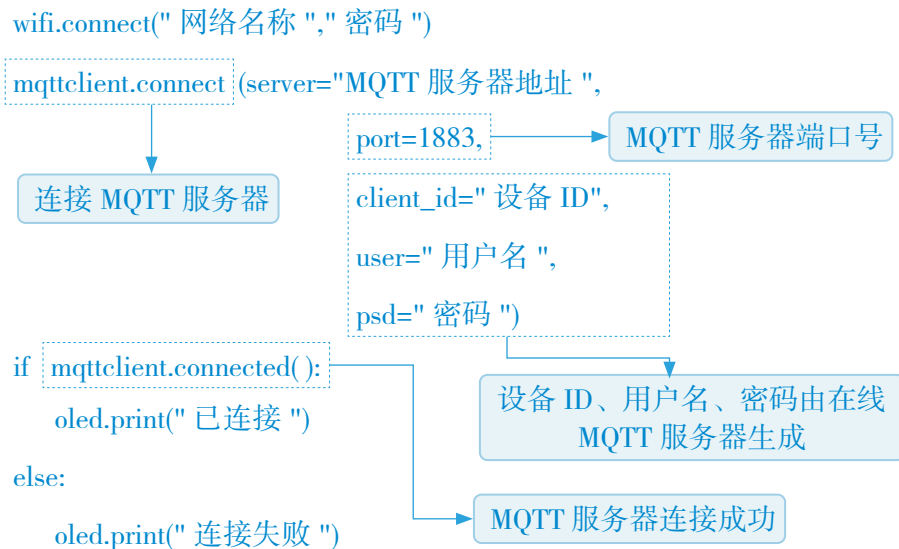 wifi.connect(" 网络名称 "," 密码 ")
mqttclient.connect (server="MQTT 服务器地址 ",
port=1883,
MQTT 服务器端口号
连接 MQTT 服务器
client_id=" 设备 ID",
user=" 用户名 ",
psd=" 密码 ")
if mqttclient.connected( ):
oled.print(" 已连接 ")
设备 ID、用户名、密码由在线
MQTT 服务器生成
else:
MQTT 服务器连接成功
oled.print(" 连接失败 ")